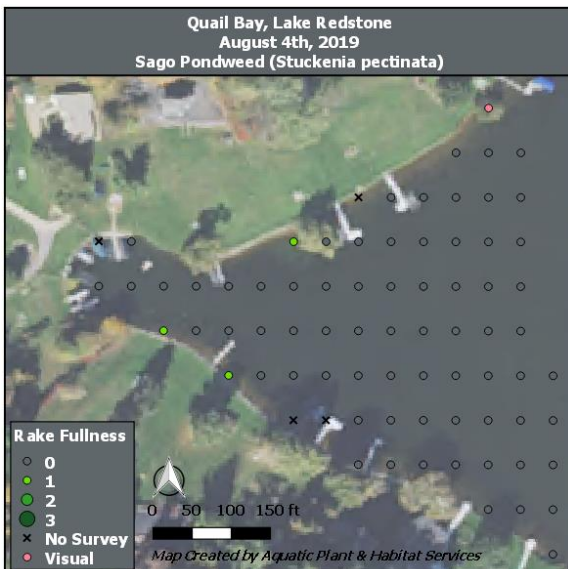 Quail Bay, Lake Redstone
August 4th, 2019
Sago Pondweed (Stuckenia pectinata)
Rake Fullness
0
1
2
3
No Survey
Visual
0 50 100 150 ft
Map Created by Aquatic Plant & Habitat Services